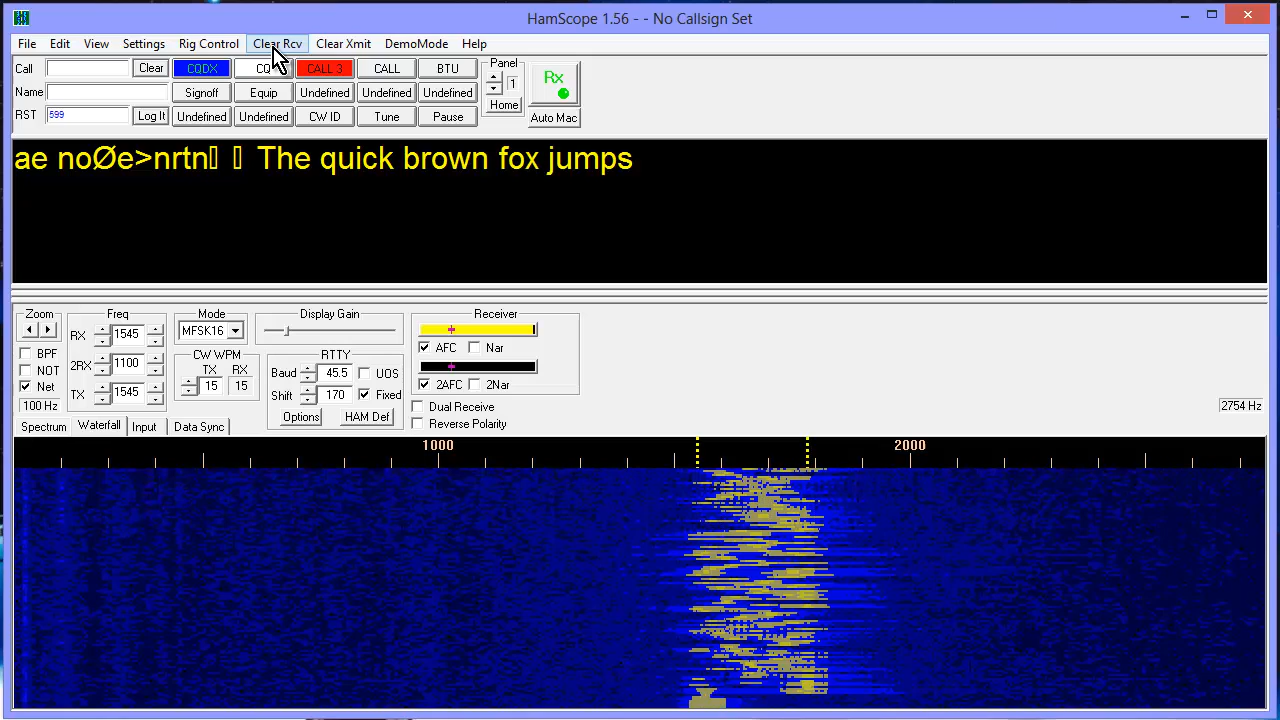 HamScope 1.56 - - No Callsign Set
File Edit View Settings Rig Control Clear Rcv Clear Xmit DemoMode Help
Call Clear CQDX CQ CALL 3 CALL BTU Panel 1 Rx
Name Signoff Equip Undefined Undefined Undefined Home
RST 599 Log It Undefined Undefined CW ID Tune Pause Auto Mac
ae noØe>nrtn▯ ▯ The quick brown fox jumps
Zoom Freq Mode Display Gain Receiver
RX 1545 MFSK16
BPF CW WPM RTTY AFC Nar
NOT 2RX 1100 TX RX Baud 45.5 UOS
Net TX 1545 15 15 Shift 170 Fixed 2AFC 2Nar
100 Hz Dual Receive 2754 Hz
Options HAM Def Reverse Polarity
Spectrum Waterfall Input Data Sync
1000 2000